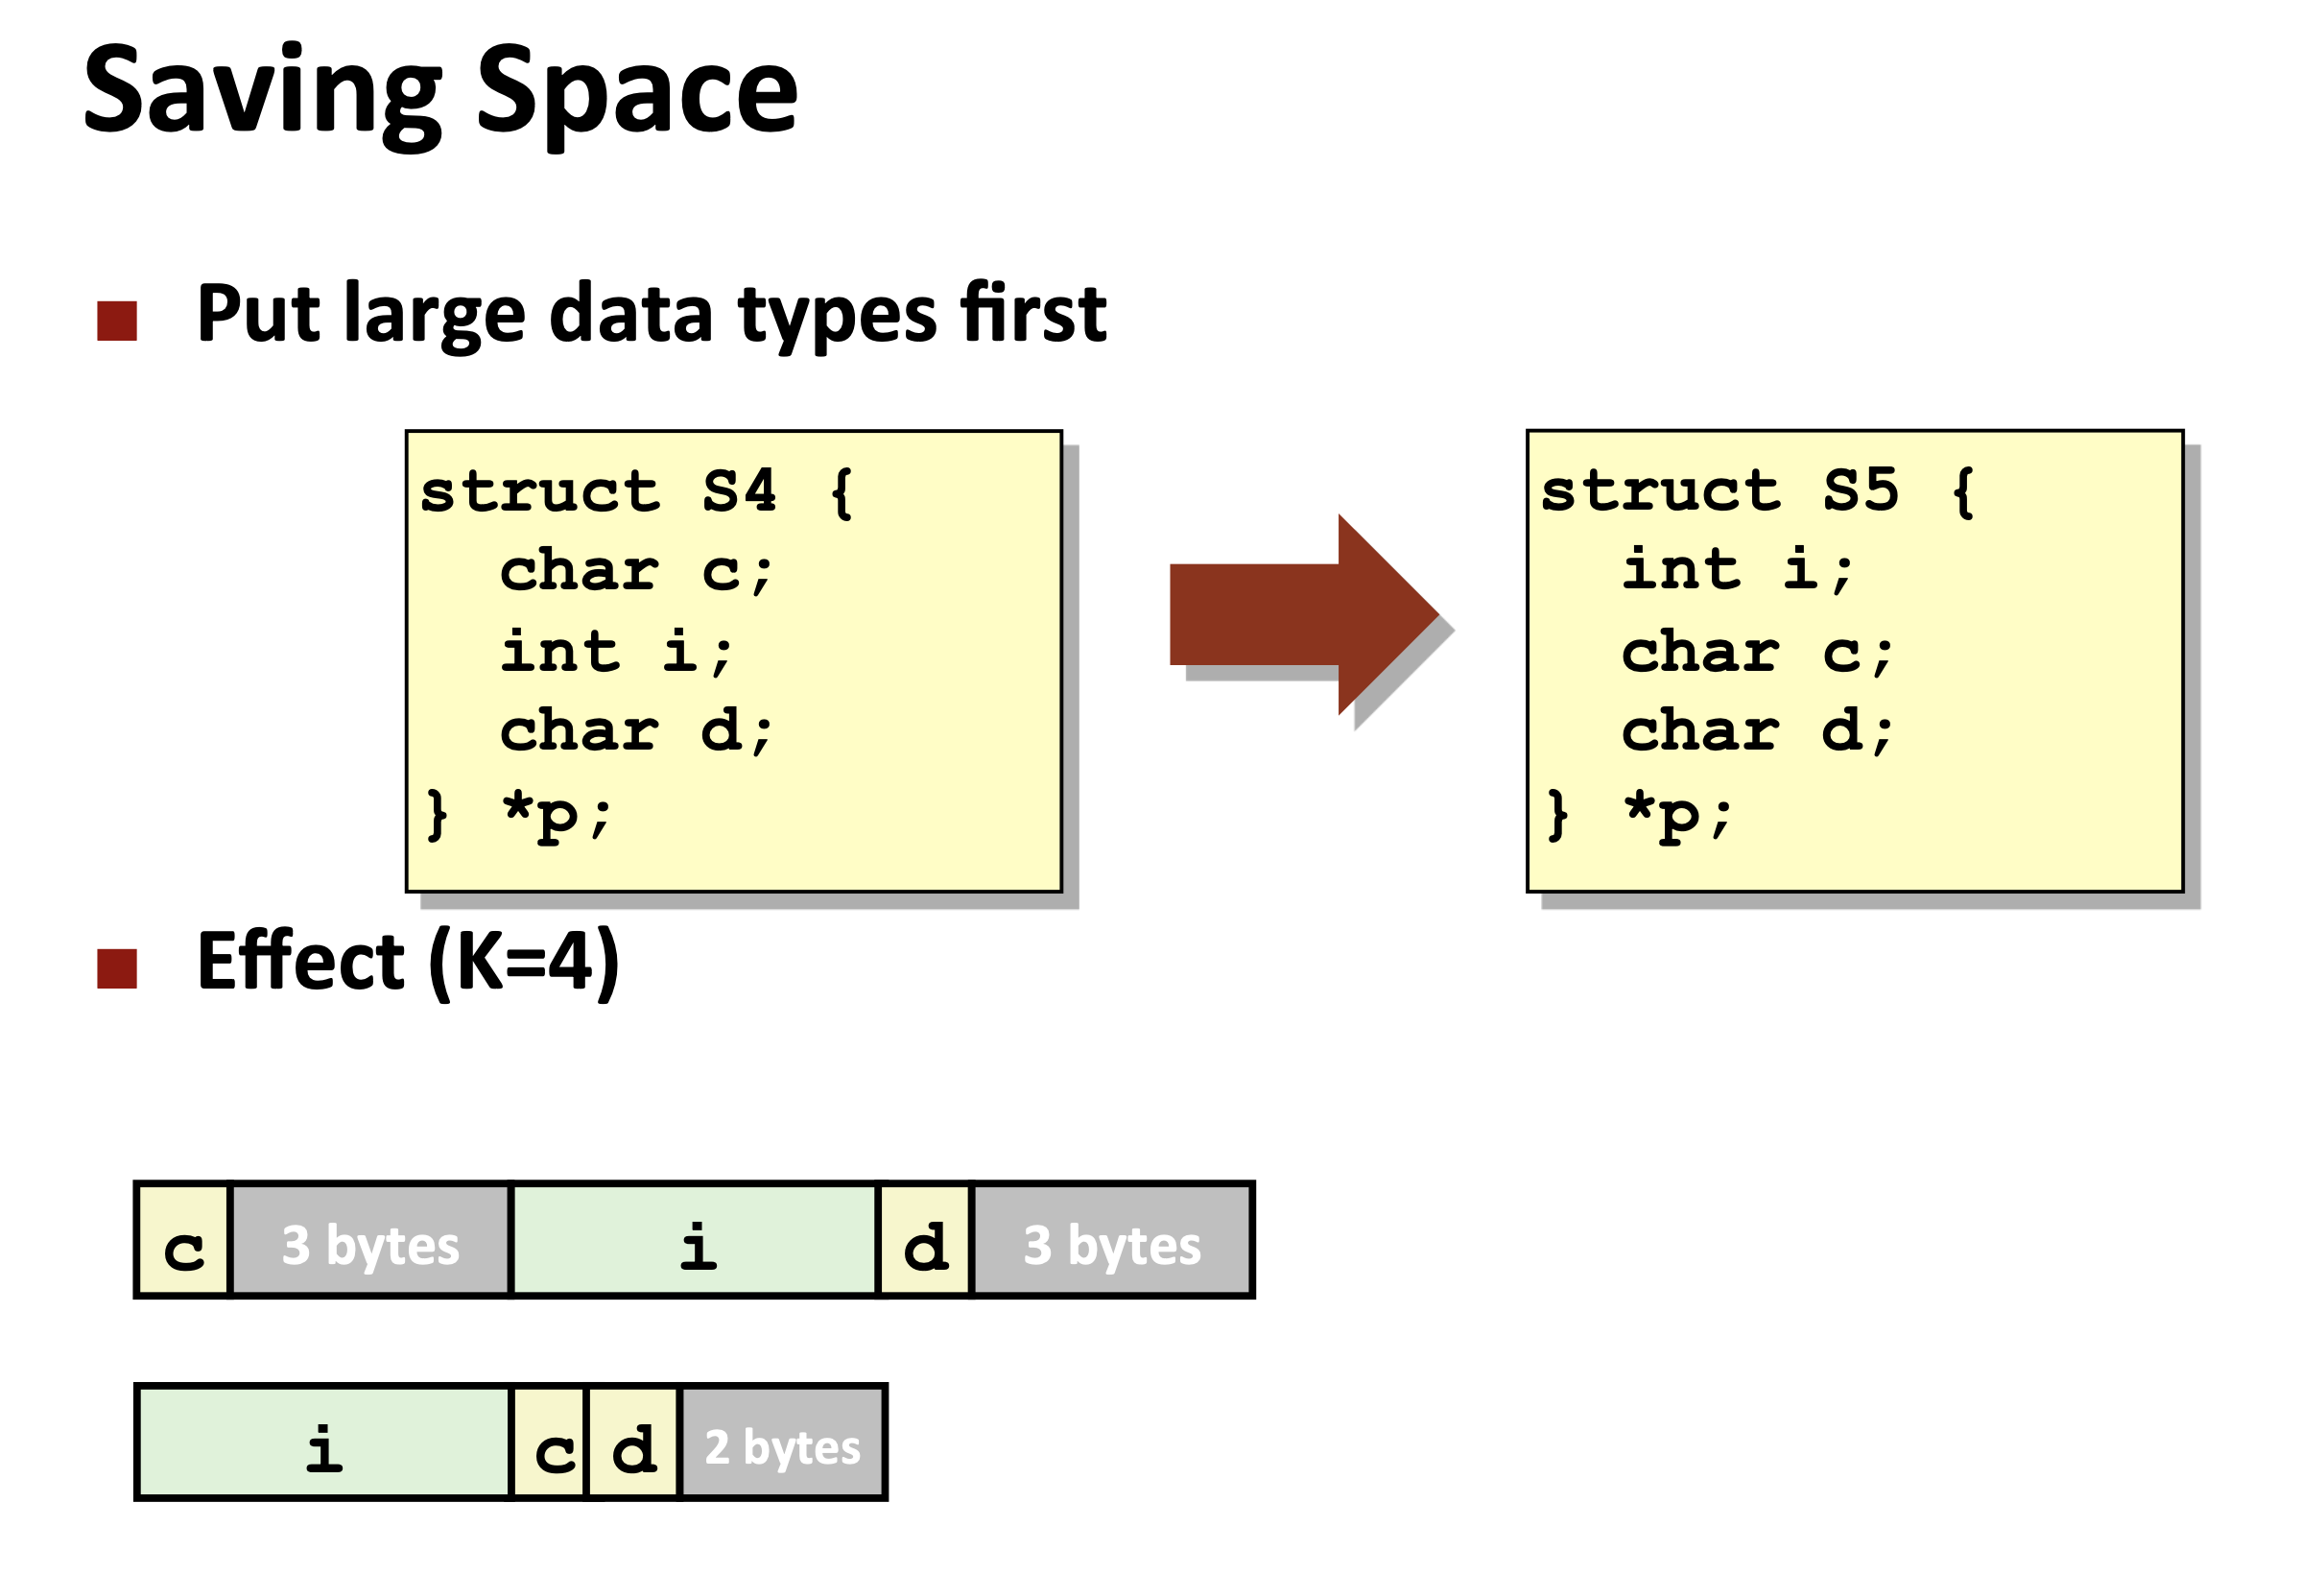 Saving Space
Put large data types first
struct S4 {
  char c;
  int i;
  char d;
} *p;
struct S5 {
  int i;
  char c;
  char d;
} *p;
Effect (K=4)
c 3 bytes i d 3 bytes
i c d 2 bytes